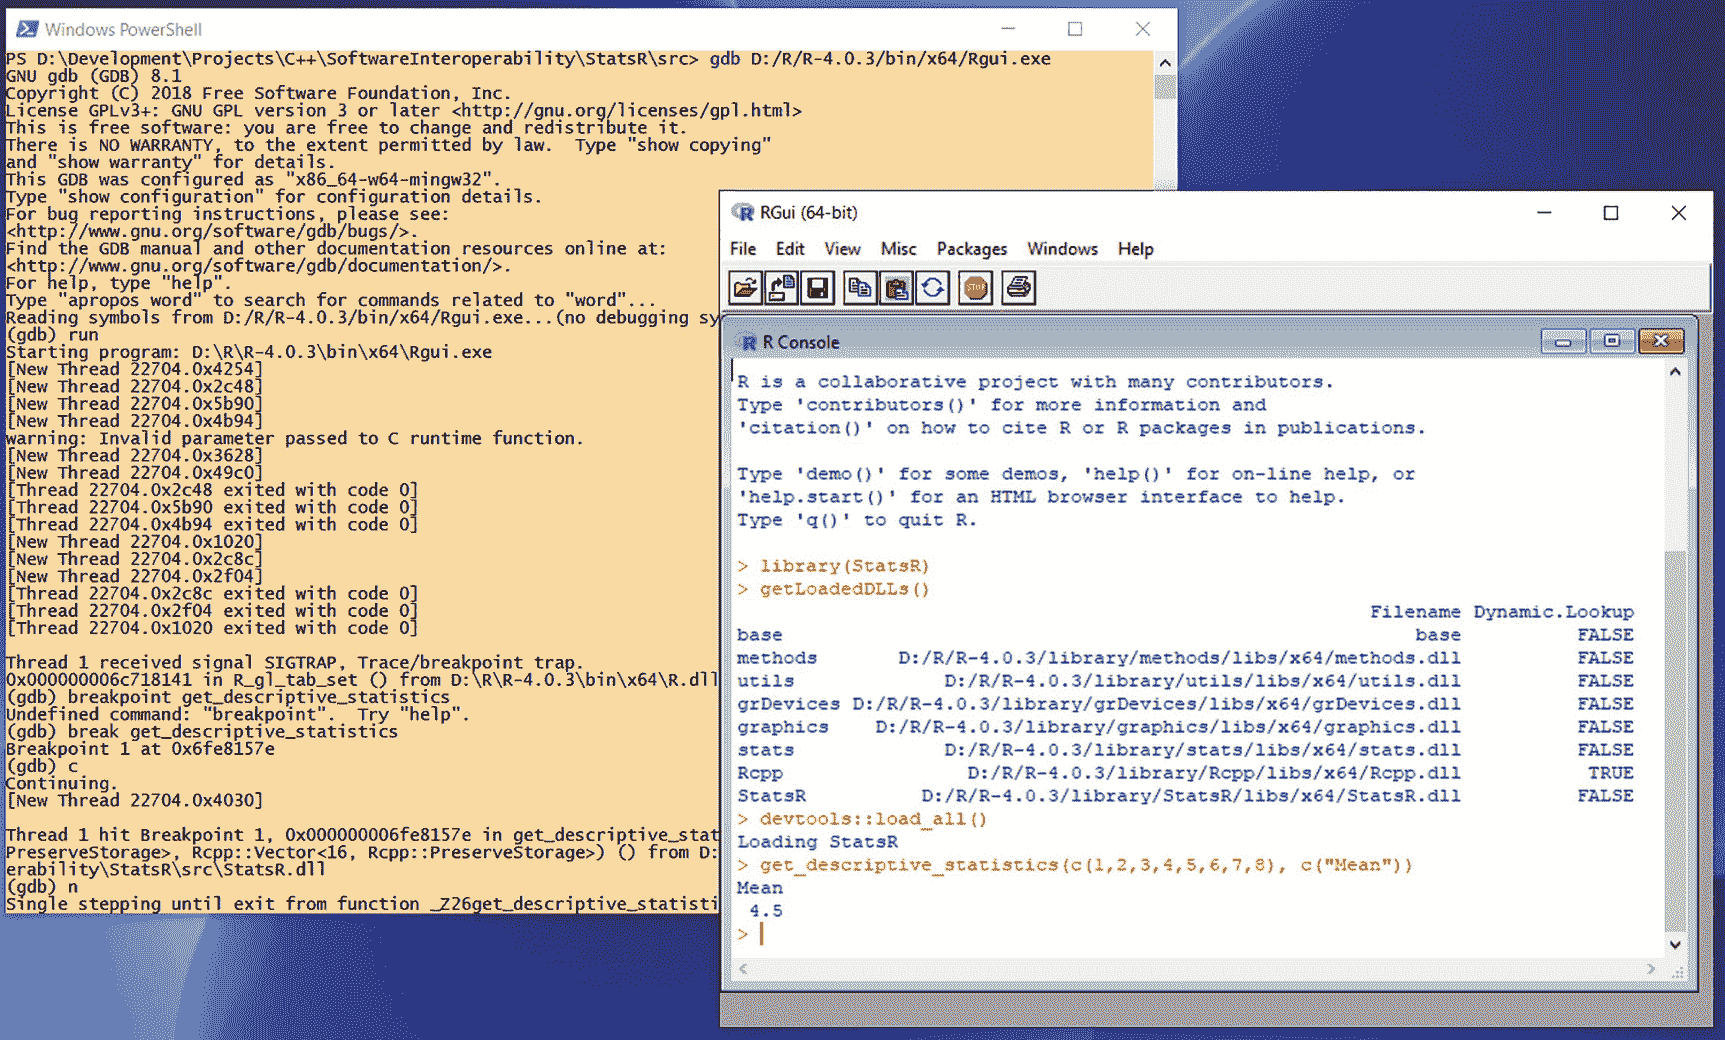 Windows PowerShell
PS D:\Development\Projects\C++\SoftwareInteroperability\StatsR\src> gdb D:/R/R-4.0.3/bin/x64/Rgui.exe
GNU gdb (GDB) 8.1
Copyright (C) 2018 Free Software Foundation, Inc.
License GPLv3+: GNU GPL version 3 or later <http://gnu.org/licenses/gpl.html>
This is free software: you are free to change and redistribute it.
There is NO WARRANTY, to the extent permitted by law.  Type "show copying"
and "show warranty" for details.
This GDB was configured as "x86_64-w64-mingw32".
Type "show configuration" for configuration details.
For bug reporting instructions, please see:
<http://www.gnu.org/software/gdb/bugs/>.
Find the GDB manual and other documentation resources online at:
<http://www.gnu.org/software/gdb/documentation/>.
For help, type "help".
Type "apropos word" to search for commands related to "word"...
Reading symbols from D:/R/R-4.0.3/bin/x64/Rgui.exe...(no debugging sy
(gdb) run
Starting program: D:\R\R-4.0.3\bin\x64\Rgui.exe
[New Thread 22704.0x4254]
[New Thread 22704.0x2c48]
[New Thread 22704.0x5b90]
[New Thread 22704.0x4b94]
warning: Invalid parameter passed to C runtime function.
[New Thread 22704.0x3628]
[New Thread 22704.0x49c0]
[Thread 22704.0x2c48 exited with code 0]
[Thread 22704.0x5b90 exited with code 0]
[Thread 22704.0x4b94 exited with code 0]
[New Thread 22704.0x1020]
[New Thread 22704.0x2c8c]
[New Thread 22704.0x2f04]
[Thread 22704.0x2c8c exited with code 0]
[Thread 22704.0x2f04 exited with code 0]
[Thread 22704.0x1020 exited with code 0]
Thread 1 received signal SIGTRAP, Trace/breakpoint trap.
0x000000006c718141 in R_gl_tab_set () from D:\R\R-4.0.3\bin\x64\R.dll
(gdb) breakpoint get_descriptive_statistics
Undefined command: "breakpoint".  Try "help".
(gdb) break get_descriptive_statistics
Breakpoint 1 at 0x6fe8157e
(gdb) c
Continuing.
[New Thread 22704.0x4030]
Thread 1 hit Breakpoint 1, 0x000000006fe8157e in get_descriptive_stat
PreserveStorage>, Rcpp::Vector<16, Rcpp::PreserveStorage>) () from D:
erability\StatsR\src\StatsR.dll
(gdb) n
Single stepping until exit from function _Z26get_descriptive_statisti
RGui (64-bit)
File Edit View Misc Packages Windows Help
STOP
R Console
R is a collaborative project with many contributors.
Type 'contributors()' for more information and
'citation()' on how to cite R or R packages in publications.
Type 'demo()' for some demos, 'help()' for on-line help, or
'help.start()' for an HTML browser interface to help.
Type 'q()' to quit R.
> library(StatsR)
> getLoadedDLLs()
Filename Dynamic.Lookup
base base FALSE
methods D:/R/R-4.0.3/library/methods/libs/x64/methods.dll FALSE
utils D:/R/R-4.0.3/library/utils/libs/x64/utils.dll FALSE
grDevices D:/R/R-4.0.3/library/grDevices/libs/x64/grDevices.dll FALSE
graphics D:/R/R-4.0.3/library/graphics/libs/x64/graphics.dll FALSE
stats D:/R/R-4.0.3/library/stats/libs/x64/stats.dll FALSE
Rcpp D:/R/R-4.0.3/library/Rcpp/libs/x64/Rcpp.dll TRUE
StatsR D:/R/R-4.0.3/library/StatsR/libs/x64/StatsR.dll FALSE
> devtools::load_all()
Loading StatsR
> get_descriptive_statistics(c(1,2,3,4,5,6,7,8), c("Mean"))
Mean
4.5
>